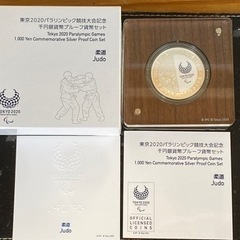 東京2020パラリンピック競技大会記念
千円銀貨幣プルーフ貨幣セット
Tokyo 2020 Paralympic Games
1,000 Yen Commemorative Silver Proof Coin Set
柔道
Judo
TOKYO 2020
東京2020パラリンピック競技大会記念
千円銀貨幣プルーフ貨幣セット
Tokyo 2020 Paralympic Games
1,000 Yen Commemorative Silver Proof Coin Set
柔道
Judo
TOKYO 2020
OFFICIAL
LICENSED
COINS
柔道
Judo